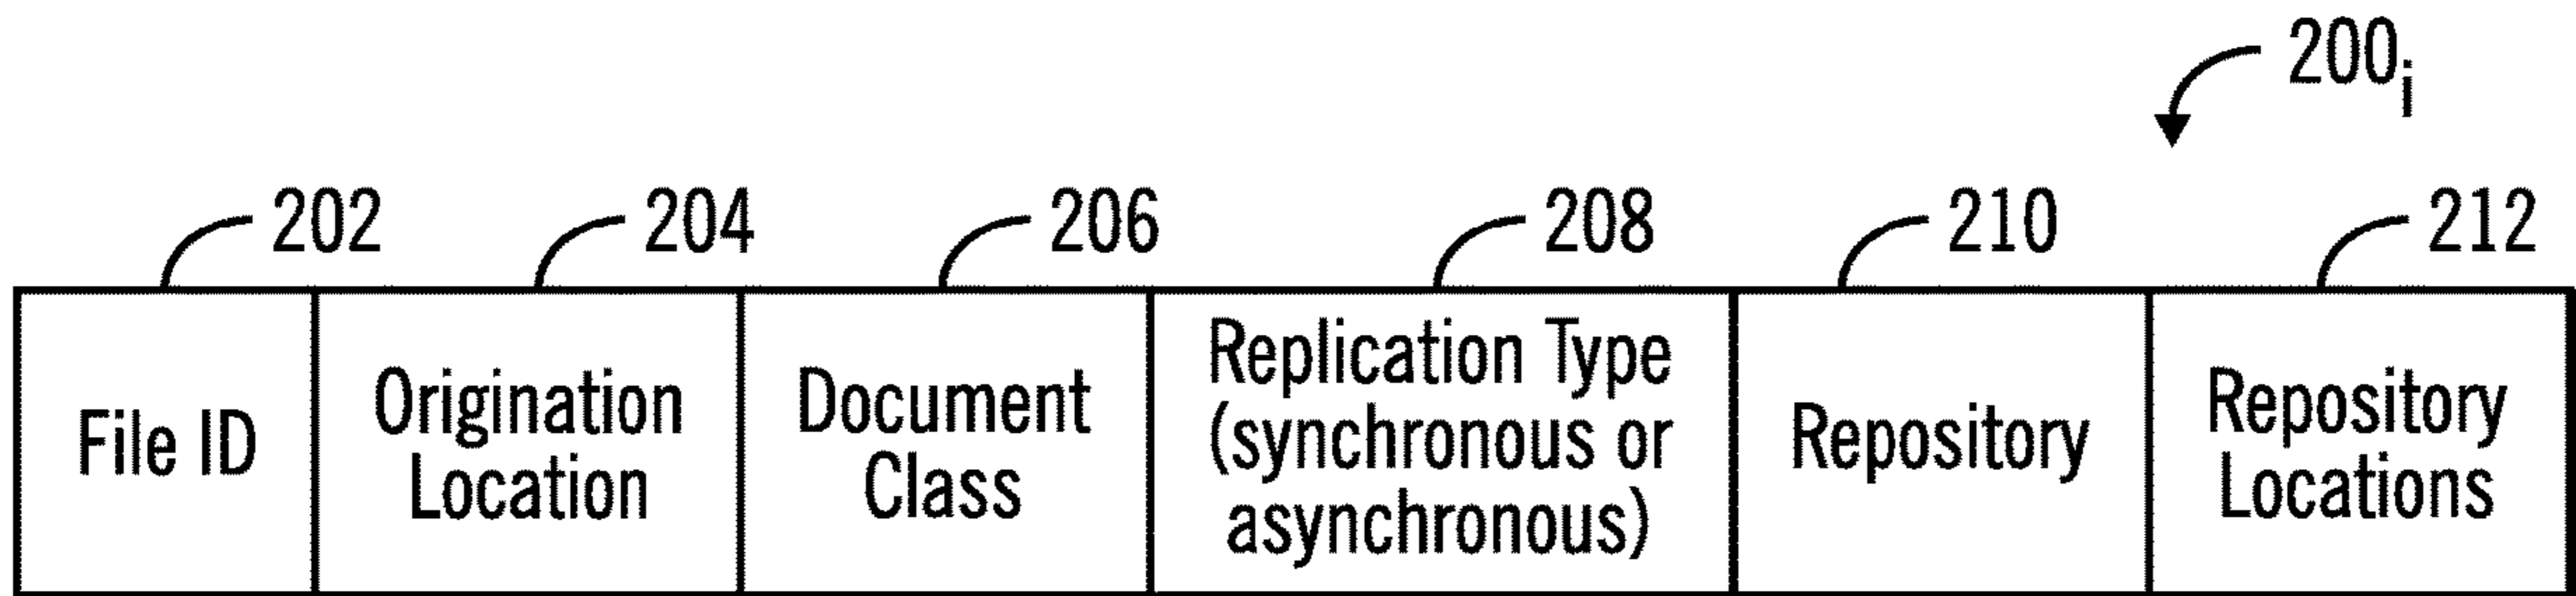 200i
202 204 206 208 210 212
File ID
Origination
Location
Document
Class
Replication Type
(synchronous or
asynchronous)
Repository
Repository
Locations